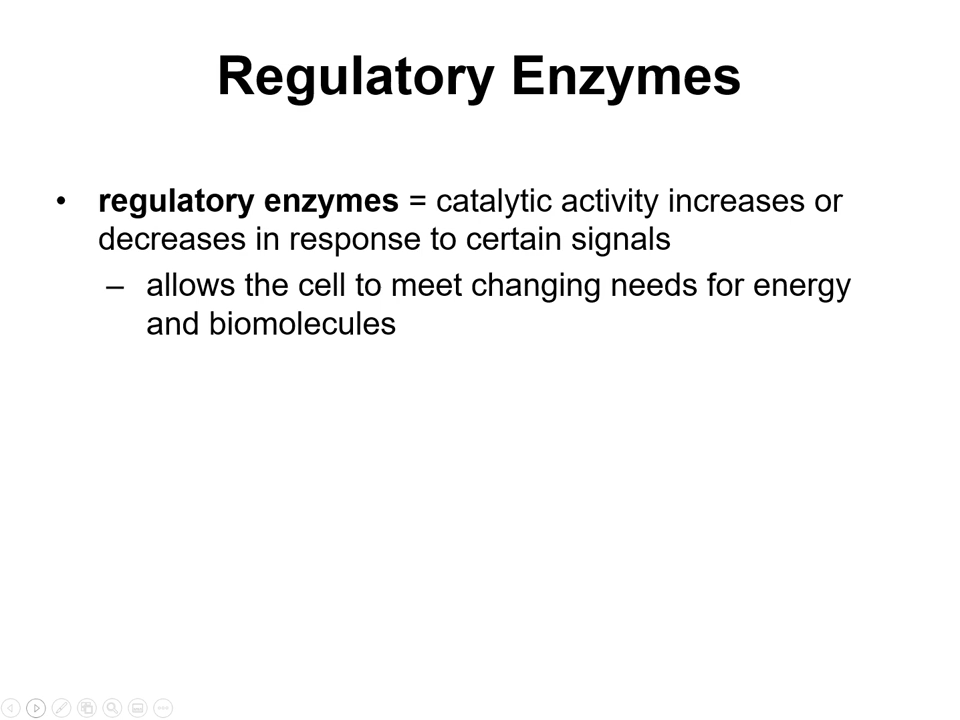 Regulatory Enzymes
• regulatory enzymes = catalytic activity increases or
decreases in response to certain signals
– allows the cell to meet changing needs for energy
and biomolecules